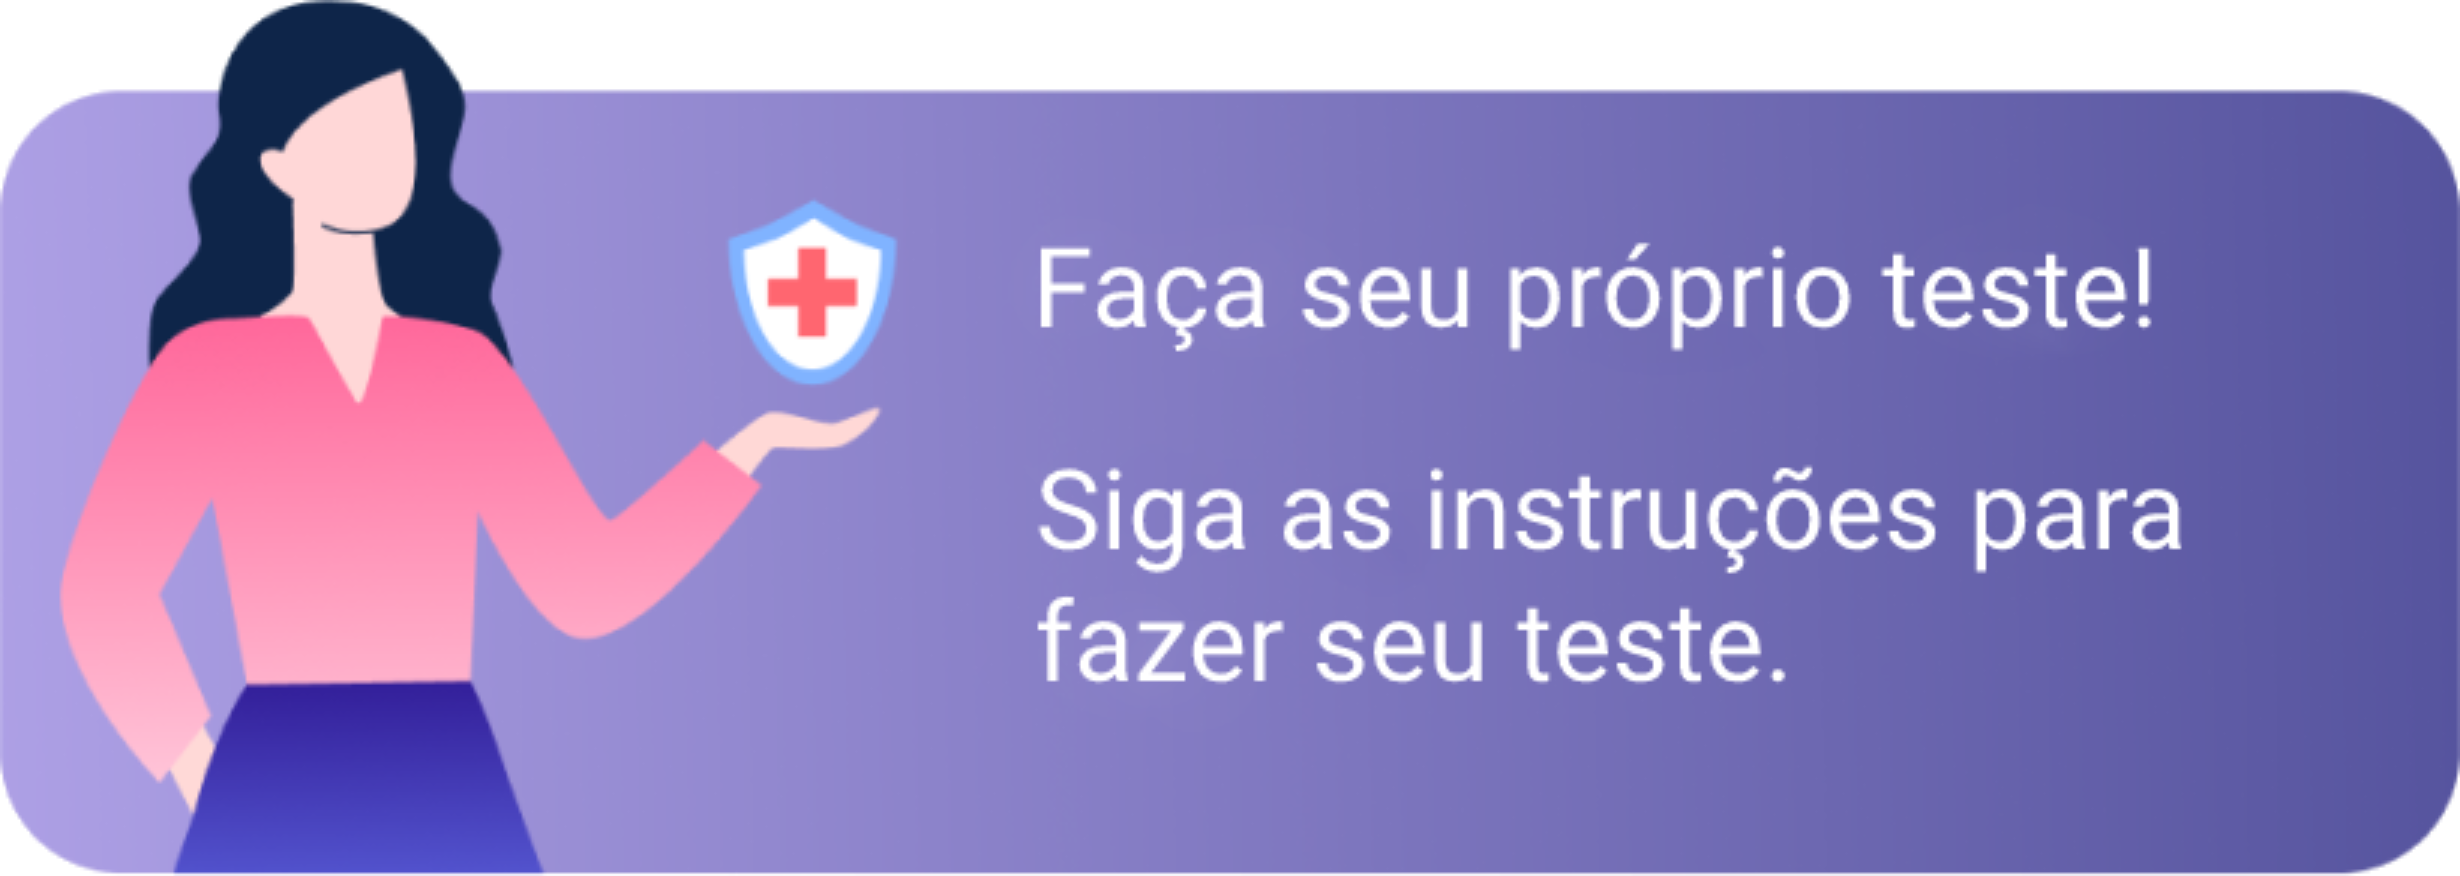 Faça seu próprio teste!
Siga as instruções para
fazer seu teste.